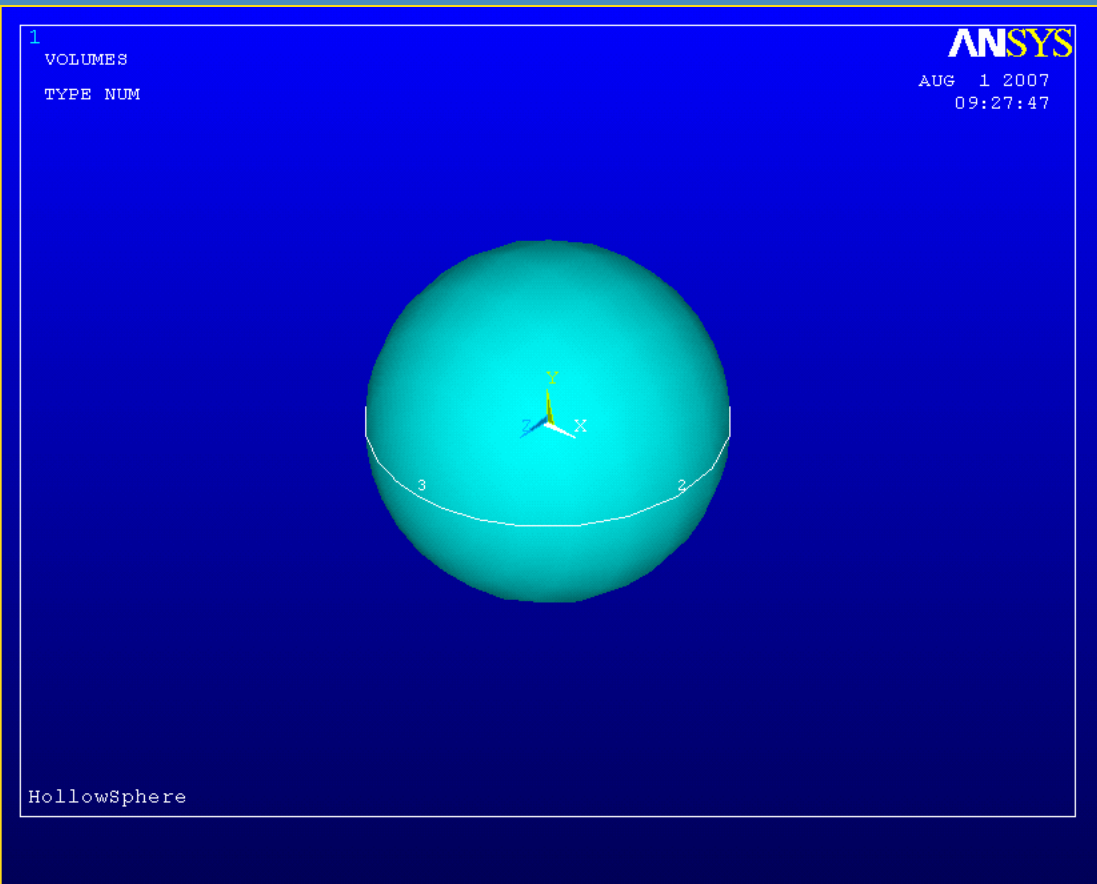 1
VOLUMES
TYPE NUM
ANSYS
AUG  1 2007
09:27:47
Y
Z X
3 2
HollowSphere